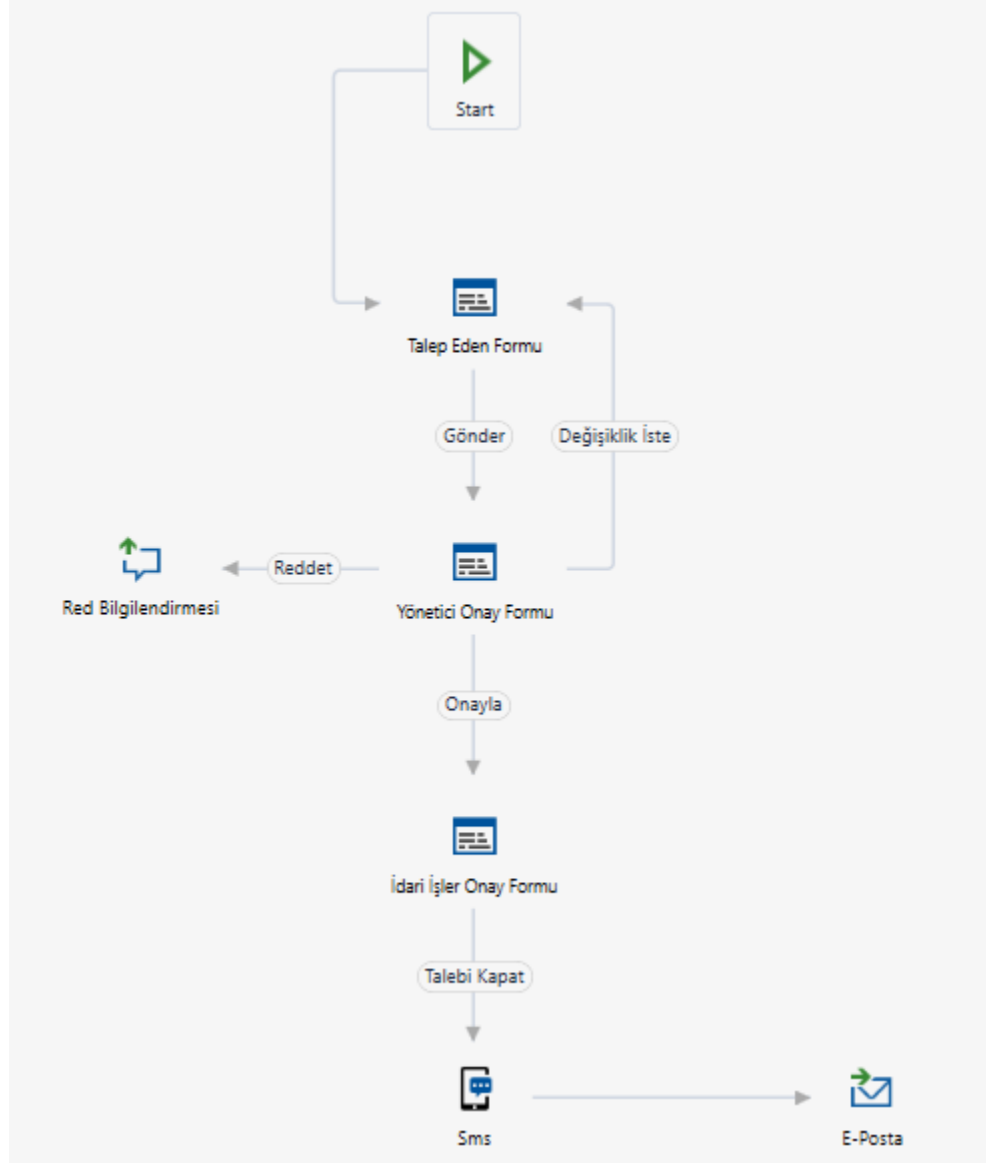 Start
Talep Eden Formu
Gönder
Değişiklik İste
Reddet
Red Bilgilendirmesi
Yönetici Onay Formu
Onayla
İdari İşler Onay Formu
Talebi Kapat
Sms
E-Posta